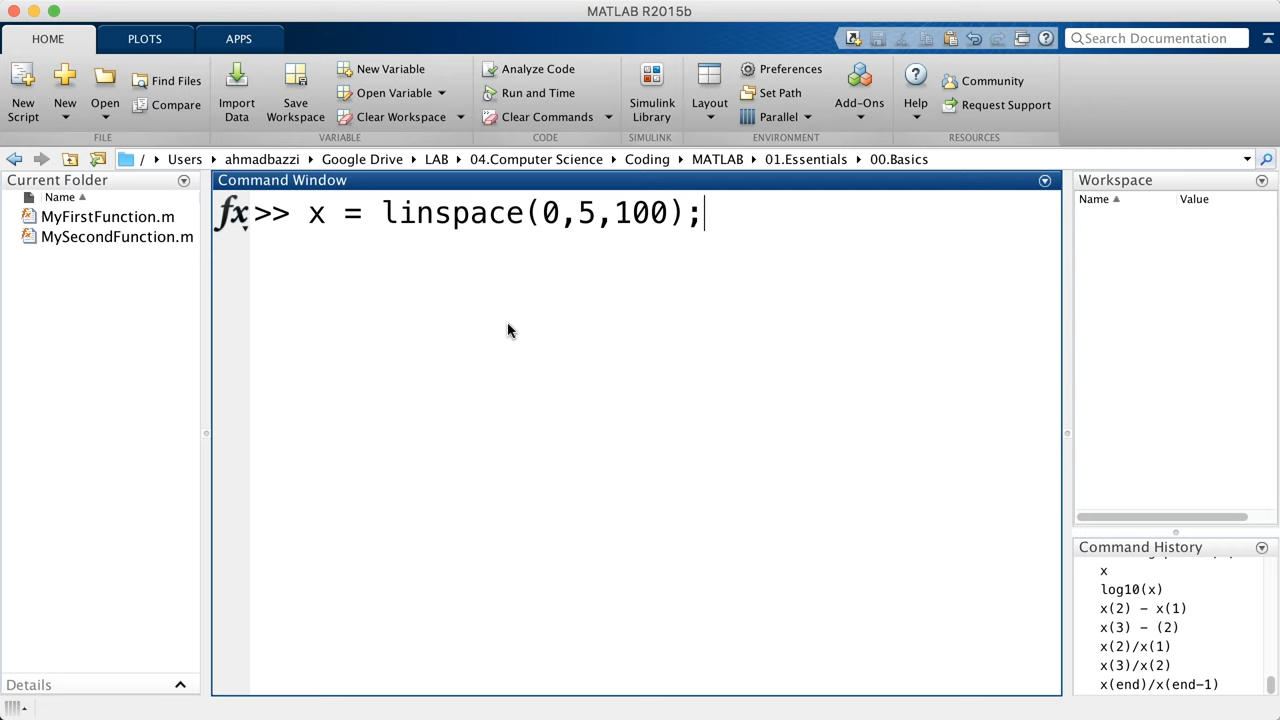 MATLAB R2015b
HOME PLOTS APPS Search Documentation
New Script New Open Find Files Compare Import Data Save Workspace New Variable Open Variable Clear Workspace Analyze Code Run and Time Clear Commands Simulink Library Layout Preferences Set Path Parallel Add-Ons Help Community Request Support
FILE VARIABLE CODE SIMULINK ENVIRONMENT RESOURCES
/ Users ahmadbazzi Google Drive LAB 04.Computer Science Coding MATLAB 01.Essentials 00.Basics
Current Folder
Name
MyFirstFunction.m
MySecondFunction.m
Details
Command Window
fx >> x = linspace(0,5,100);
Workspace
Name Value
Command History
x
log10(x)
x(2) - x(1)
x(3) - (2)
x(2)/x(1)
x(3)/x(2)
x(end)/x(end-1)